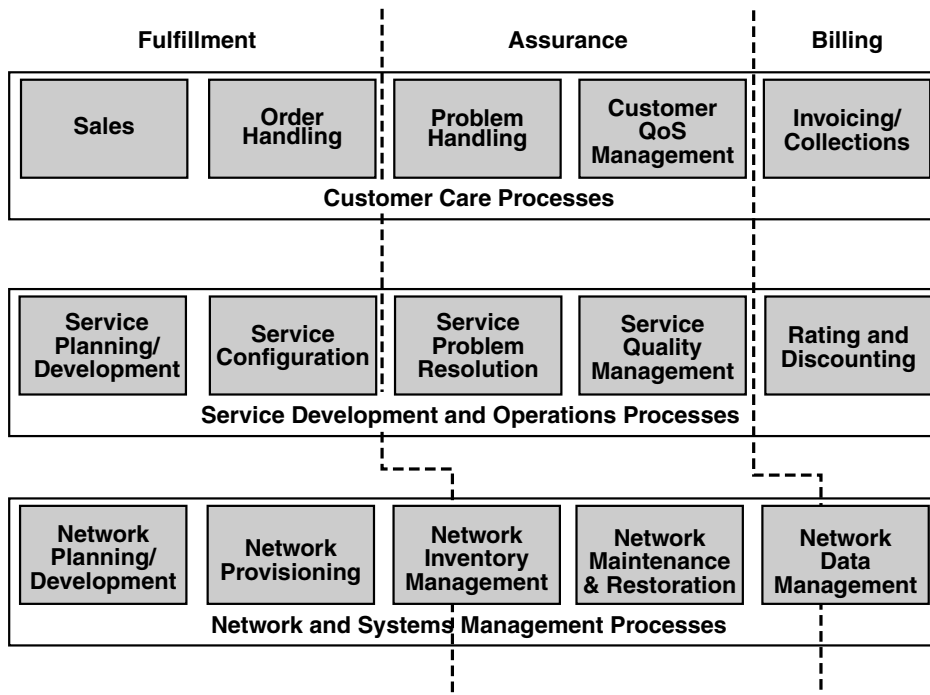 Fulfillment
Assurance
Billing
Sales
Order
Handling
Problem
Handling
Customer
QoS
Management
Invoicing/
Collections
Customer Care Processes
Service
Planning/
Development
Service
Configuration
Service
Problem
Resolution
Service
Quality
Management
Rating and
Discounting
Service Development and Operations Processes
Network
Planning/
Development
Network
Provisioning
Network
Inventory
Management
Network
Maintenance
& Restoration
Network
Data
Management
Network and Systems Management Processes